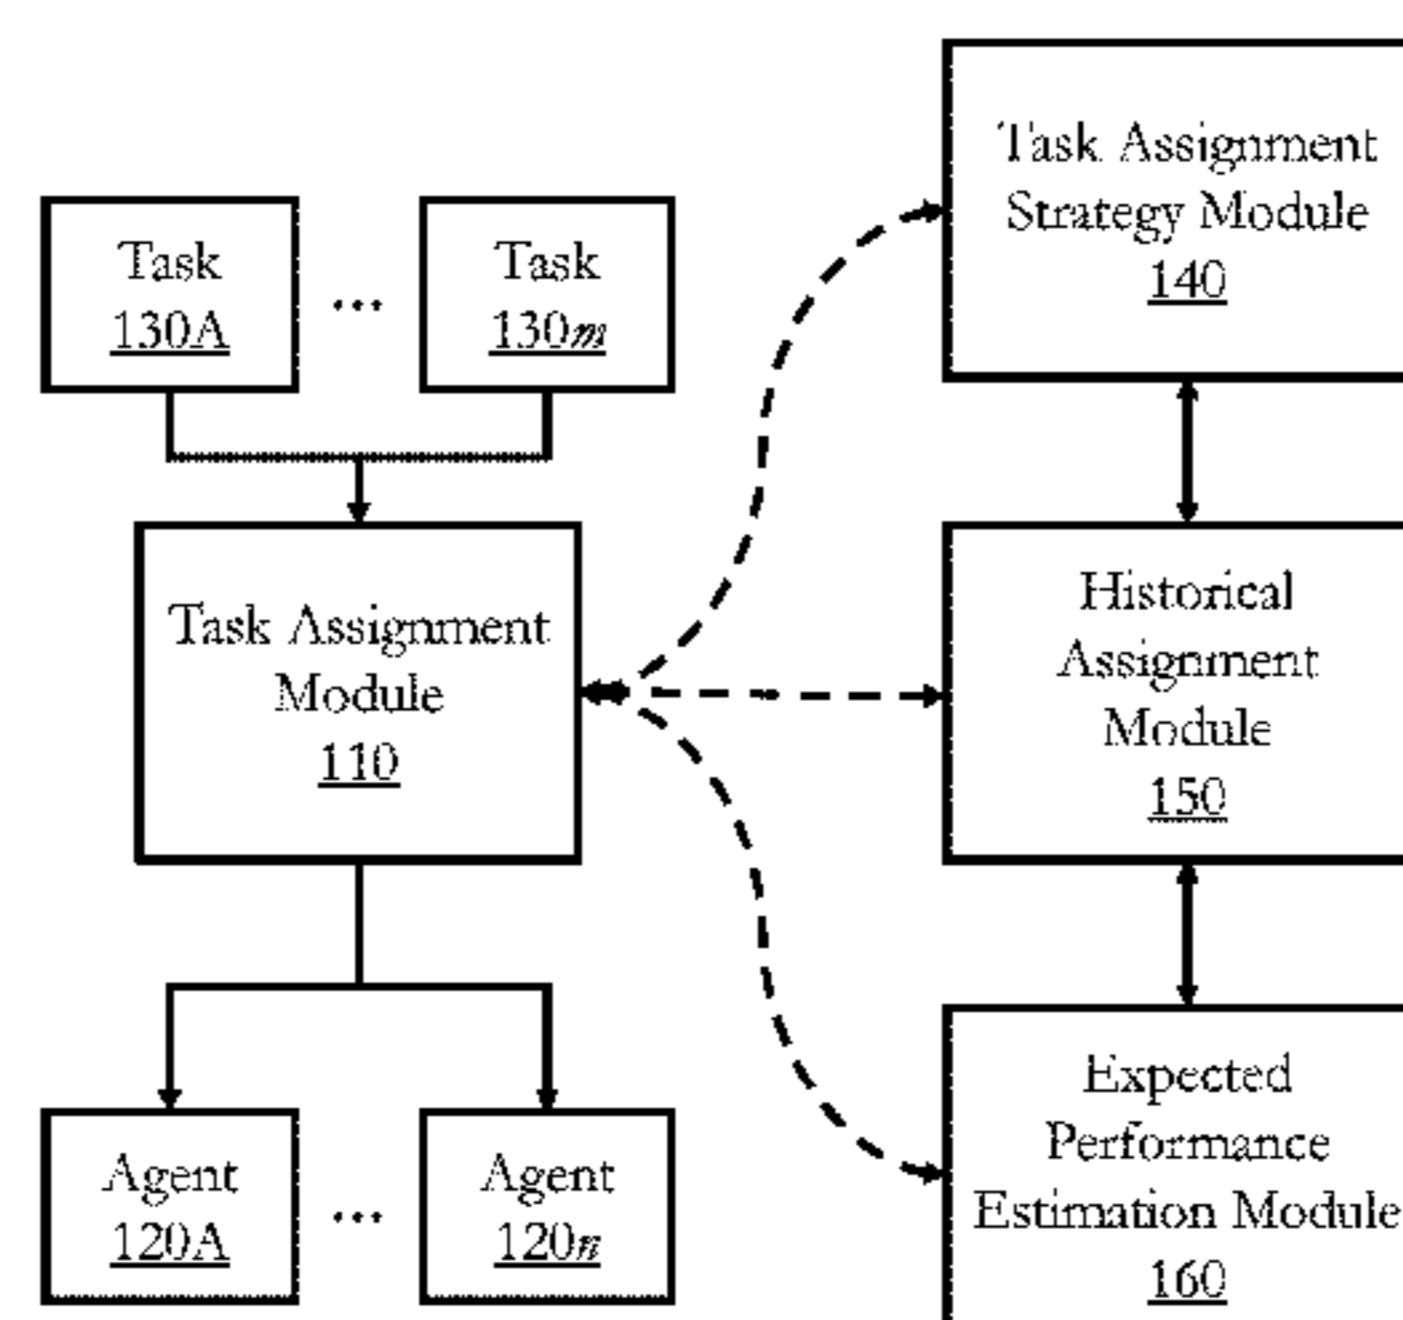 Task Assignment
Strategy Module
140
Task
130A
...
Task
130m
Task Assignment
Module
110
Historical
Assignment
Module
150
Agent
120A
...
Agent
120n
Expected
Performance
Estimation Module
160